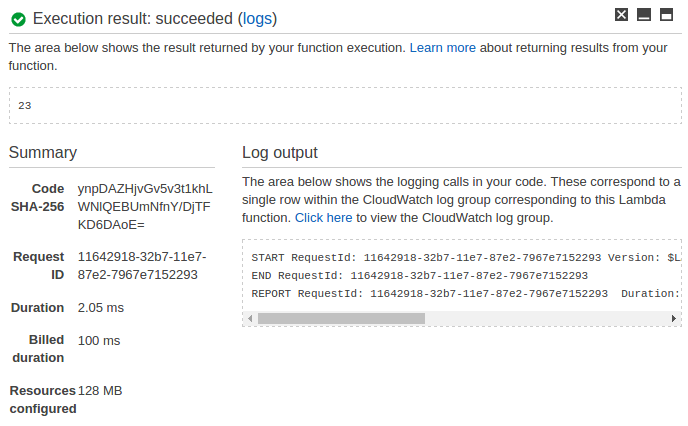 Execution result: succeeded (logs)
The area below shows the result returned by your function execution. Learn more about returning results from your
function.
23
Summary
Code SHA-256
ynpDAZHjvGv5v3t1khL
WNlQEBUmNfnY/DjTF
KD6DAoE=
Request ID
11642918-32b7-11e7-
87e2-7967e7152293
Duration
2.05 ms
Billed duration
100 ms
Resources configured
128 MB
Log output
The area below shows the logging calls in your code. These correspond to a
single row within the CloudWatch log group corresponding to this Lambda
function. Click here to view the CloudWatch log group.
START RequestId: 11642918-32b7-11e7-87e2-7967e7152293 Version: $L
END RequestId: 11642918-32b7-11e7-87e2-7967e7152293
REPORT RequestId: 11642918-32b7-11e7-87e2-7967e7152293 Duration: